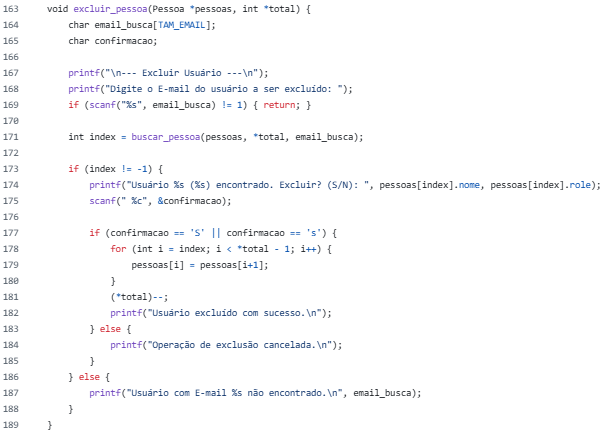 163 void excluir_pessoa(Pessoa *pessoas, int *total) {
164     char email_busca[TAM_EMAIL];
165     char confirmacao;
166
167     printf("\n--- Excluir Usuário ---\n");
168     printf("Digite o E-mail do usuário a ser excluído: ");
169     if (scanf("%s", email_busca) != 1) { return; }
170
171     int index = buscar_pessoa(pessoas, *total, email_busca);
172
173     if (index != -1) {
174         printf("Usuário %s (%s) encontrado. Excluir? (S/N): ", pessoas[index].nome, pessoas[index].role);
175         scanf(" %c", &confirmacao);
176
177         if (confirmacao == 'S' || confirmacao == 's') {
178             for (int i = index; i < *total - 1; i++) {
179                 pessoas[i] = pessoas[i+1];
180             }
181             (*total)--;
182             printf("Usuário excluído com sucesso.\n");
183         } else {
184             printf("Operação de exclusão cancelada.\n");
185         }
186     } else {
187         printf("Usuário com E-mail %s não encontrado.\n", email_busca);
188     }
189 }